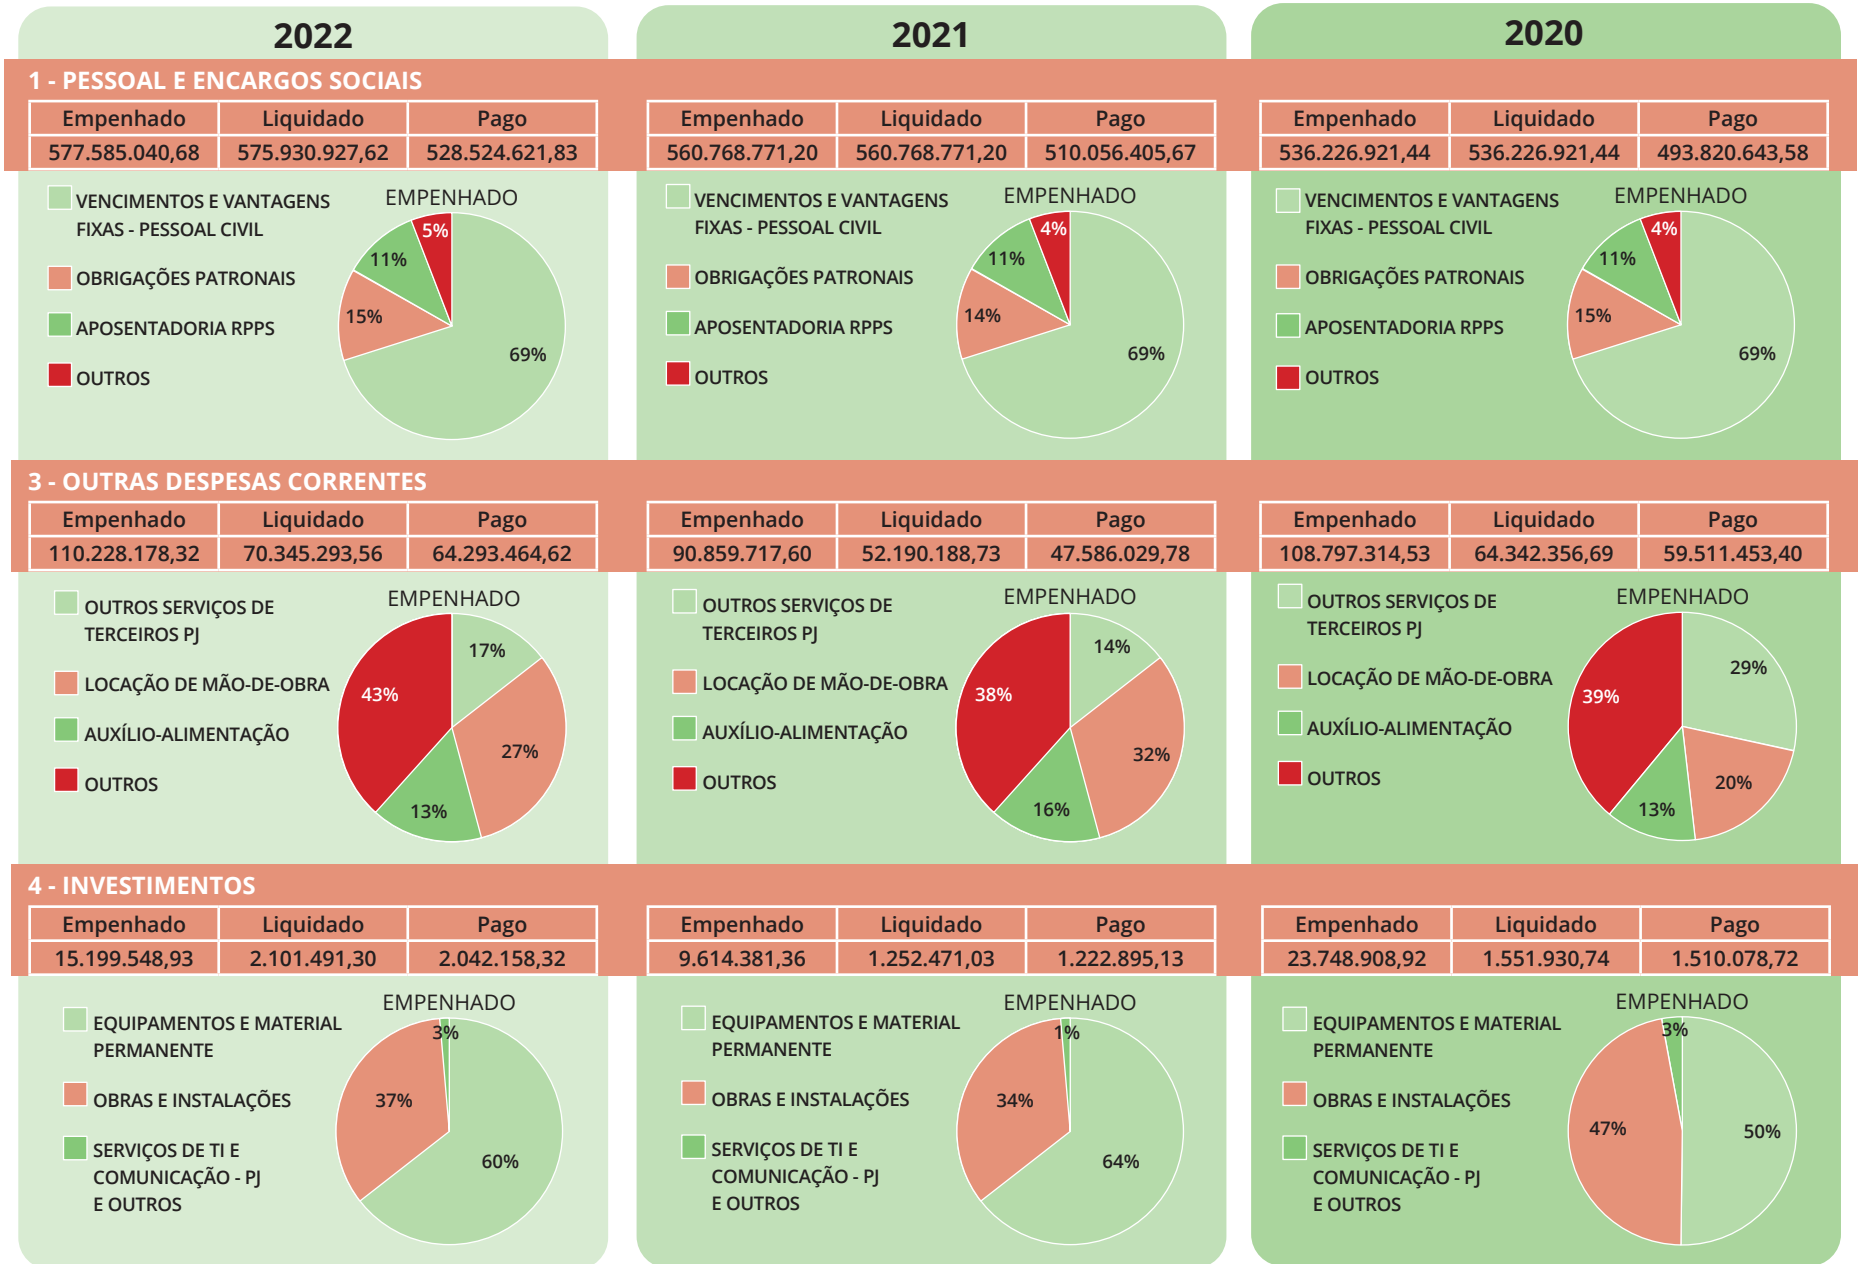 2022
2021
2020
1 - PESSOAL E ENCARGOS SOCIAIS
Empenhado Liquidado Pago
577.585.040,68 575.930.927,62 528.524.621,83
Empenhado Liquidado Pago
560.768.771,20 560.768.771,20 510.056.405,67
Empenhado Liquidado Pago
536.226.921,44 536.226.921,44 493.820.643,58
VENCIMENTOS E VANTAGENS
FIXAS - PESSOAL CIVIL
OBRIGAÇÕES PATRONAIS
APOSENTADORIA RPPS
OUTROS
EMPENHADO
5%
11%
15%
69%
VENCIMENTOS E VANTAGENS
FIXAS - PESSOAL CIVIL
OBRIGAÇÕES PATRONAIS
APOSENTADORIA RPPS
OUTROS
EMPENHADO
4%
11%
14%
69%
VENCIMENTOS E VANTAGENS
FIXAS - PESSOAL CIVIL
OBRIGAÇÕES PATRONAIS
APOSENTADORIA RPPS
OUTROS
EMPENHADO
4%
11%
15%
69%
3 - OUTRAS DESPESAS CORRENTES
Empenhado Liquidado Pago
110.228.178,32 70.345.293,56 64.293.464,62
Empenhado Liquidado Pago
90.859.717,60 52.190.188,73 47.586.029,78
Empenhado Liquidado Pago
108.797.314,53 64.342.356,69 59.511.453,40
OUTROS SERVIÇOS DE
TERCEIROS PJ
LOCAÇÃO DE MÃO-DE-OBRA
AUXÍLIO-ALIMENTAÇÃO
OUTROS
EMPENHADO
17%
43%
27%
13%
OUTROS SERVIÇOS DE
TERCEIROS PJ
LOCAÇÃO DE MÃO-DE-OBRA
AUXÍLIO-ALIMENTAÇÃO
OUTROS
EMPENHADO
14%
38%
32%
16%
OUTROS SERVIÇOS DE
TERCEIROS PJ
LOCAÇÃO DE MÃO-DE-OBRA
AUXÍLIO-ALIMENTAÇÃO
OUTROS
EMPENHADO
29%
39%
20%
13%
4 - INVESTIMENTOS
Empenhado Liquidado Pago
15.199.548,93 2.101.491,30 2.042.158,32
Empenhado Liquidado Pago
9.614.381,36 1.252.471,03 1.222.895,13
Empenhado Liquidado Pago
23.748.908,92 1.551.930,74 1.510.078,72
EQUIPAMENTOS E MATERIAL
PERMANENTE
OBRAS E INSTALAÇÕES
SERVIÇOS DE TI E
COMUNICAÇÃO - PJ
E OUTROS
EMPENHADO
3%
37%
60%
EQUIPAMENTOS E MATERIAL
PERMANENTE
OBRAS E INSTALAÇÕES
SERVIÇOS DE TI E
COMUNICAÇÃO - PJ
E OUTROS
EMPENHADO
1%
34%
64%
EQUIPAMENTOS E MATERIAL
PERMANENTE
OBRAS E INSTALAÇÕES
SERVIÇOS DE TI E
COMUNICAÇÃO - PJ
E OUTROS
EMPENHADO
3%
47%
50%